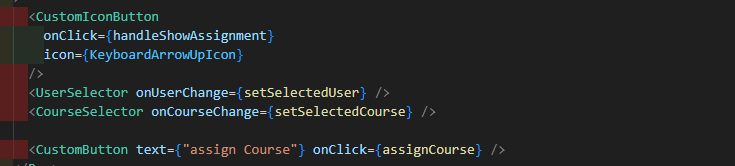 <CustomIconButton
onClick={handleShowAssignment}
icon={KeyboardArrowUpIcon}
/>
<UserSelector onUserChange={setSelectedUser} />
<CourseSelector onCourseChange={setSelectedCourse} />
<CustomButton text={"assign Course"} onClick={assignCourse} />